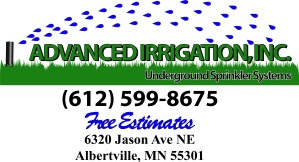 ADVANCED IRRIGATION, INC.
Underground Sprinkler Systems
(612) 599-8675
Free Estimates
6320 Jason Ave NE
Albertville, MN 55301